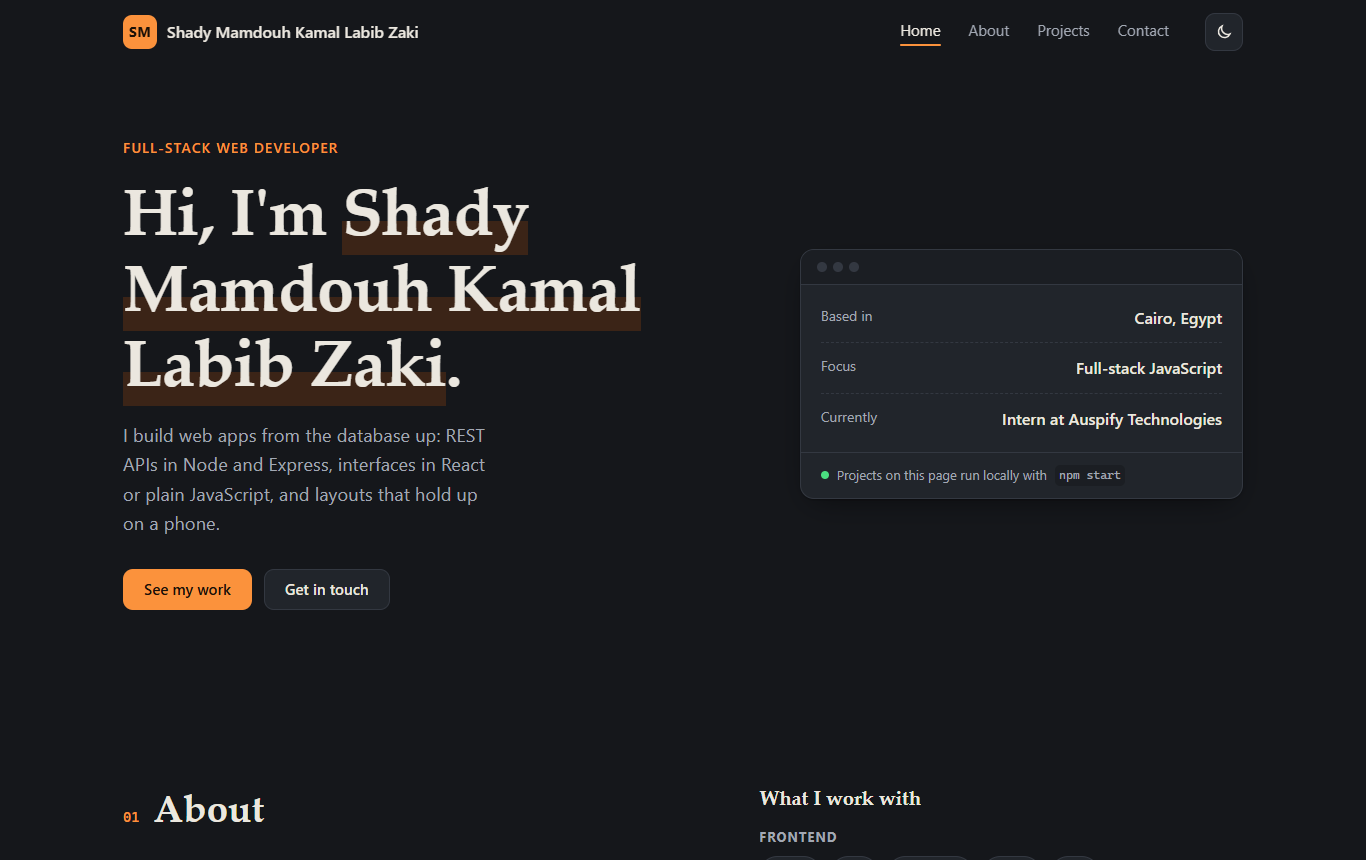 SM Shady Mamdouh Kamal Labib Zaki
Home About Projects Contact
FULL-STACK WEB DEVELOPER
Hi, I'm Shady
Mamdouh Kamal
Labib Zaki.
I build web apps from the database up: REST
APIs in Node and Express, interfaces in React
or plain JavaScript, and layouts that hold up
on a phone.
See my work Get in touch
Based in Cairo, Egypt
Focus Full-stack JavaScript
Currently Intern at Auspify Technologies
Projects on this page run locally with npm start
01 About
What I work with
FRONTEND